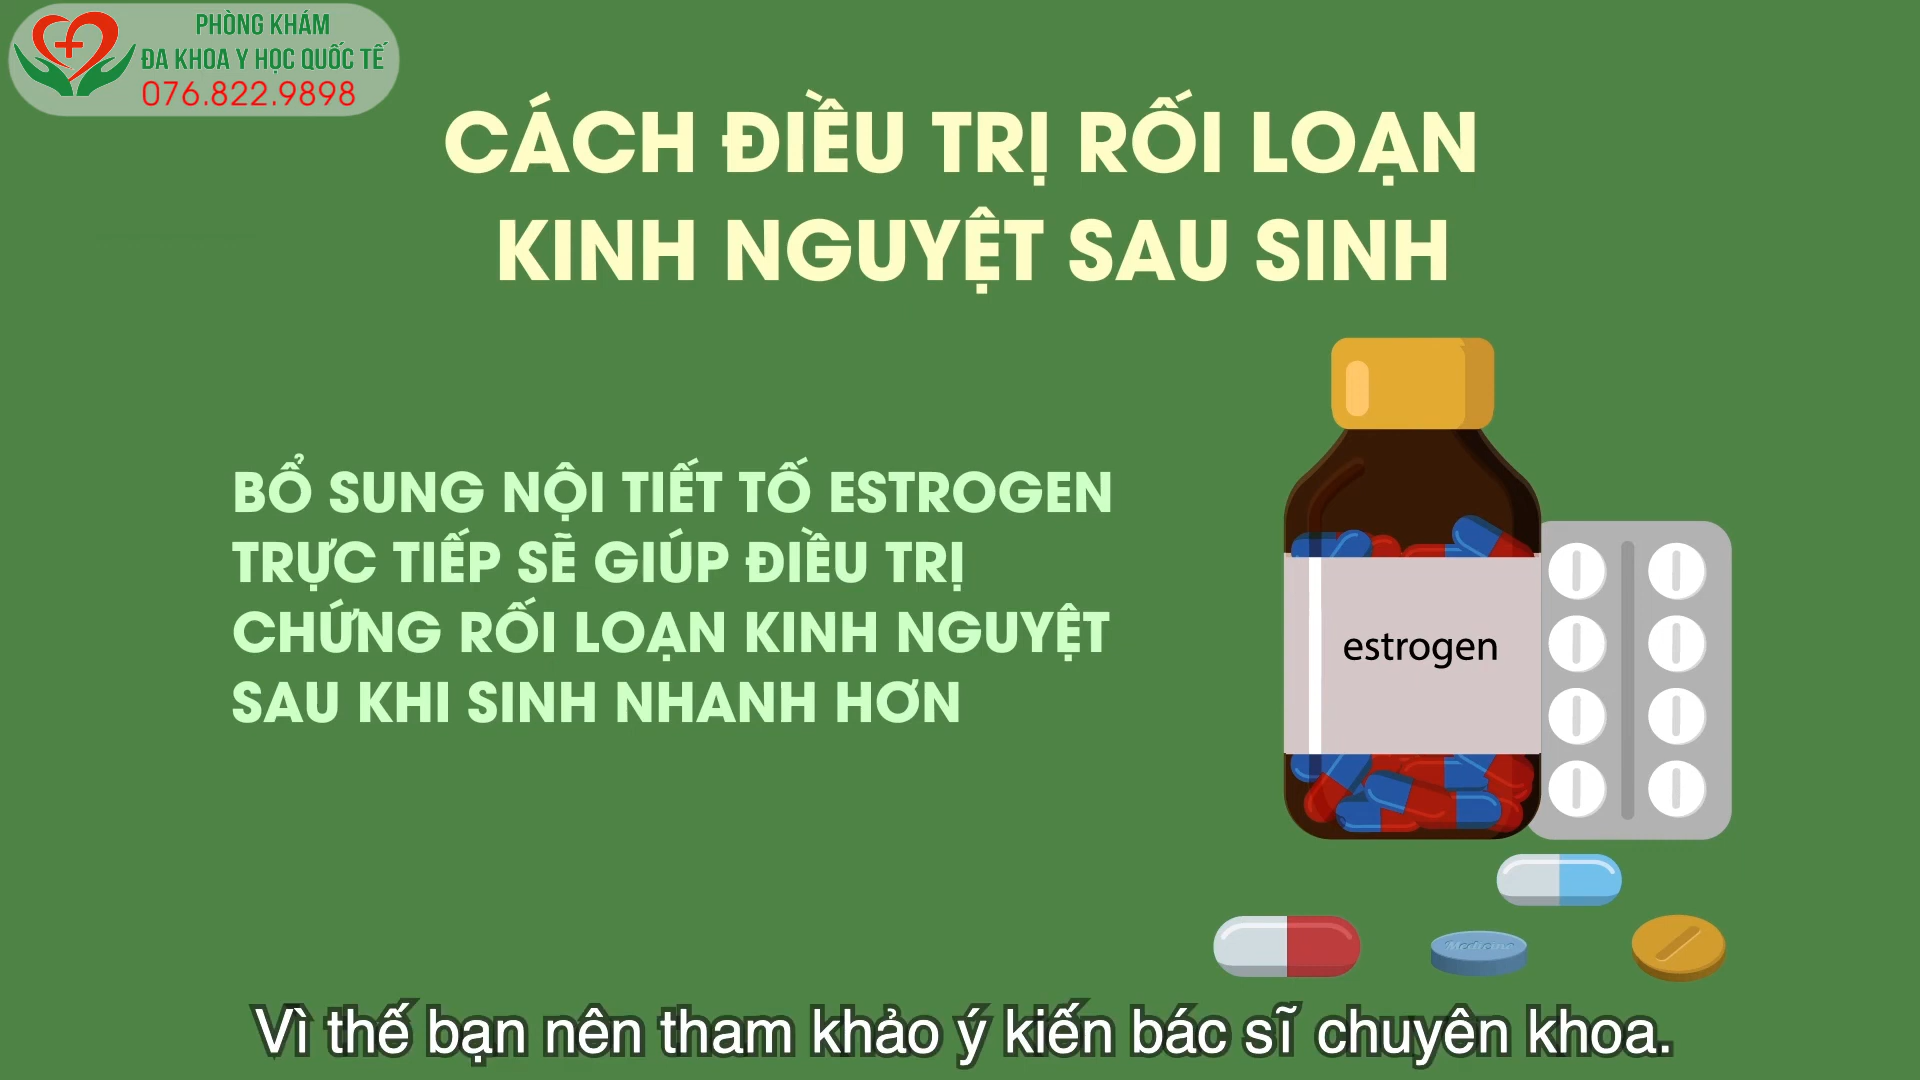 PHÒNG KHÁM
ĐA KHOA Y HỌC QUỐC TẾ
076.822.9898
CÁCH ĐIỀU TRỊ RỐI LOẠN
KINH NGUYỆT SAU SINH
BỔ SUNG NỘI TIẾT TỐ ESTROGEN
TRỰC TIẾP SẼ GIÚP ĐIỀU TRỊ
CHỨNG RỐI LOẠN KINH NGUYỆT
SAU KHI SINH NHANH HƠN
estrogen
Medicine
Vì thế bạn nên tham khảo ý kiến bác sĩ chuyên khoa.